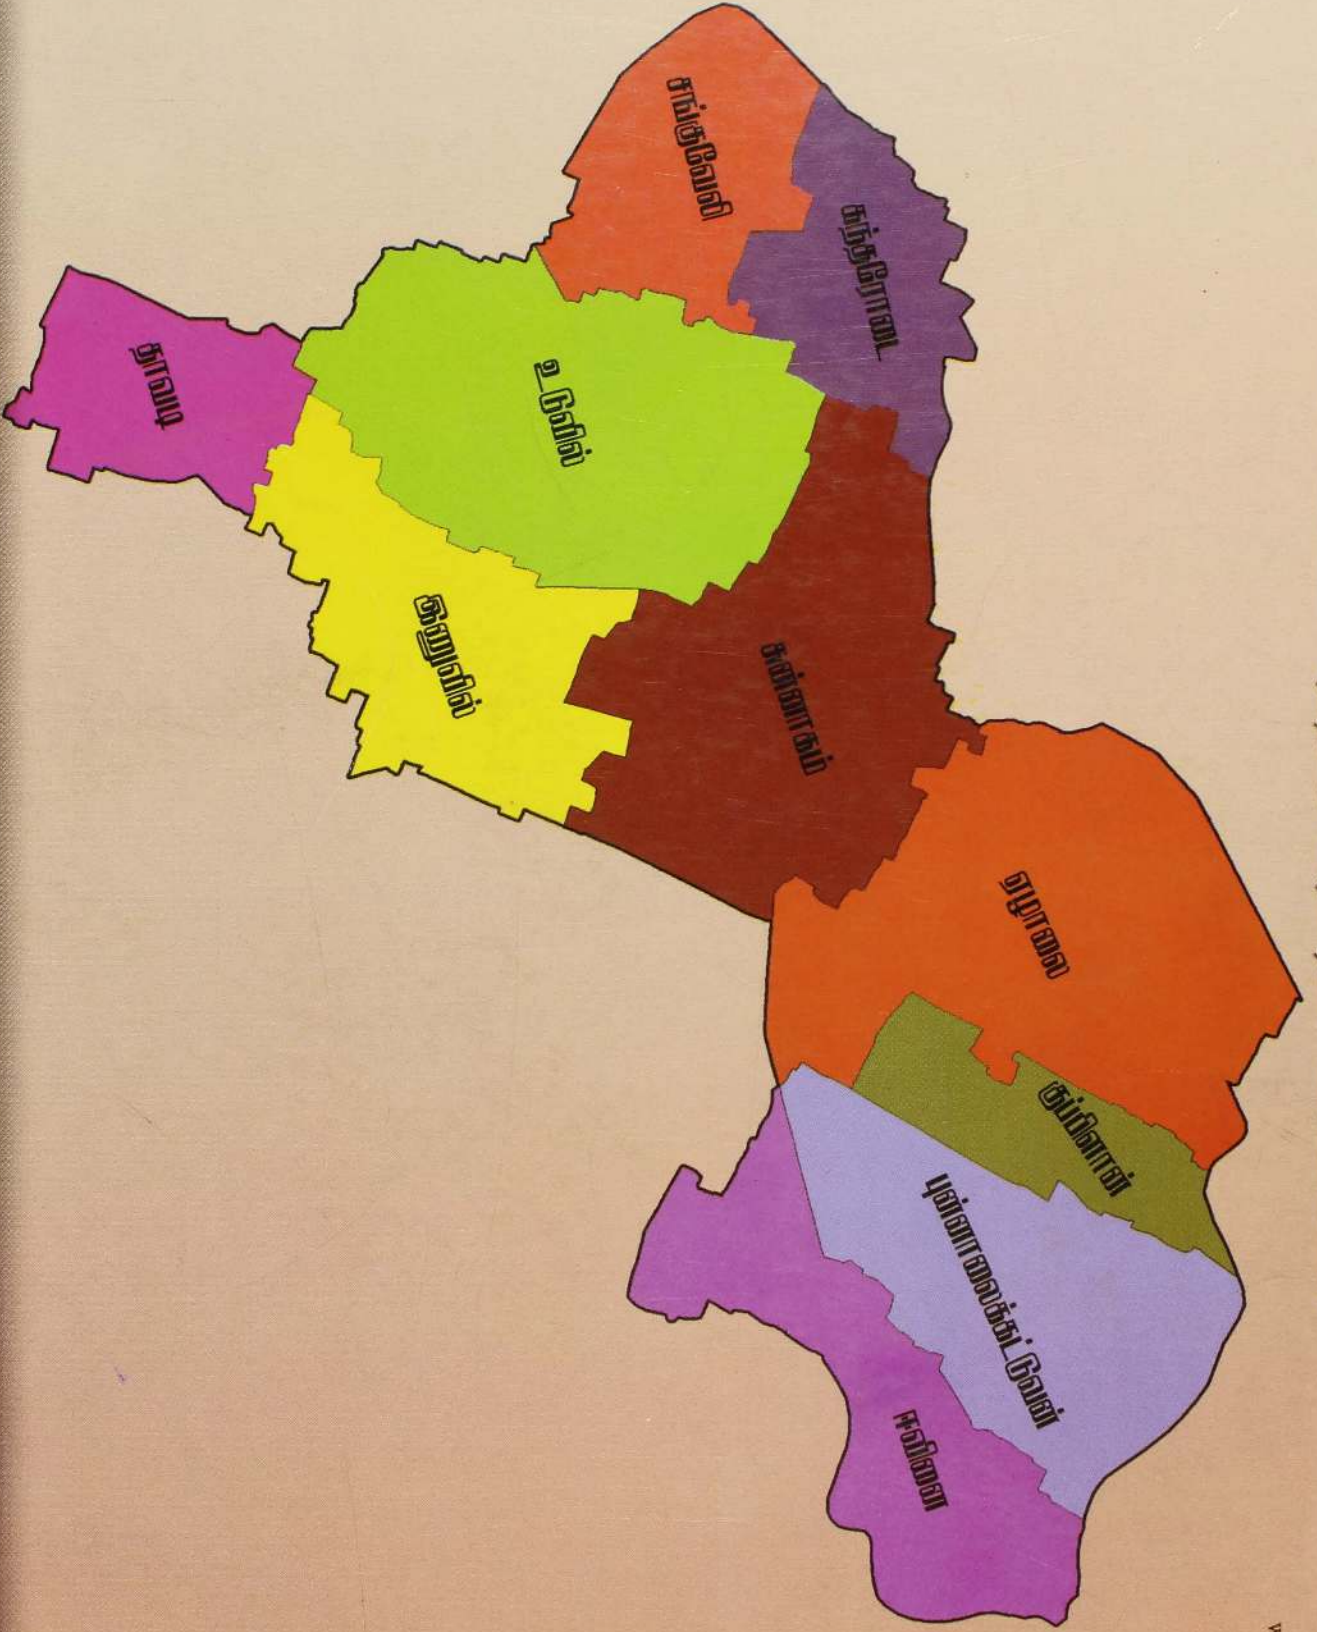 சங்குவேலி
கந்தரோடை
தாவடி
உடுவில்
இணுவில்
சுன்னாகம்
ஏழாலை
குப்பிளான்
புன்னாலைக்கட்டுவன்
ஈவினை